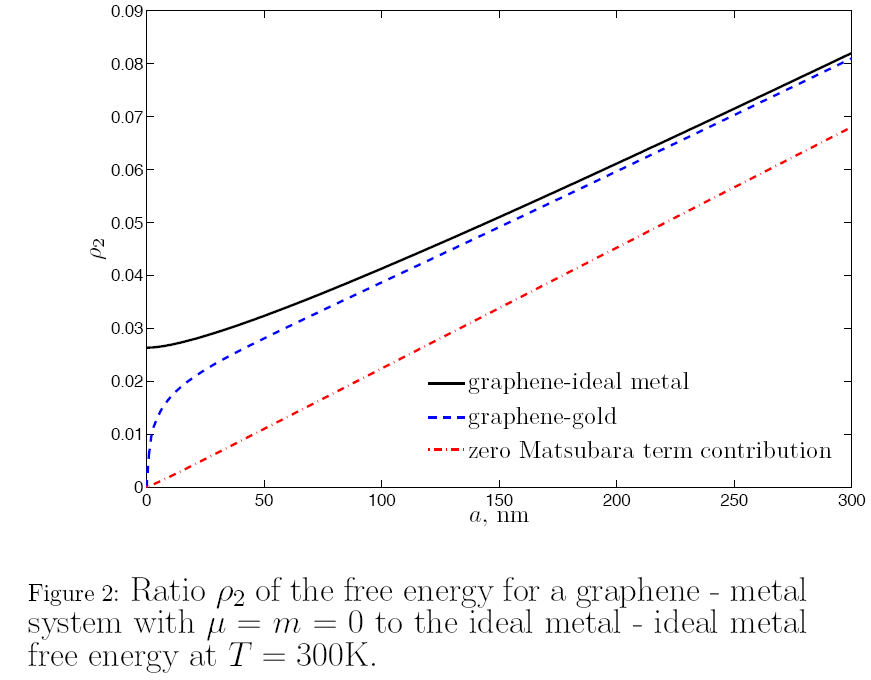 0.09
0.08
0.07
0.06
0.05
0.04
0.03
0.02
0.01
0
ρ₂
graphene-ideal metal
graphene-gold
zero Matsubara term contribution
0 50 100 150 200 250 300
a, nm
Figure 2: Ratio ρ₂ of the free energy for a graphene - metal
system with μ = m = 0 to the ideal metal - ideal metal
free energy at T = 300K.